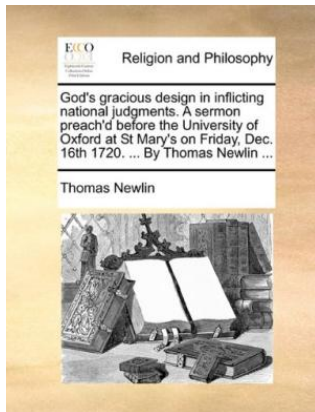 ECCO
Religion and Philosophy
God's gracious design in inflicting
national judgments. A sermon
preach'd before the University of
Oxford at St Mary's on Friday, Dec.
16th 1720. ... By Thomas Newlin ...
Thomas Newlin